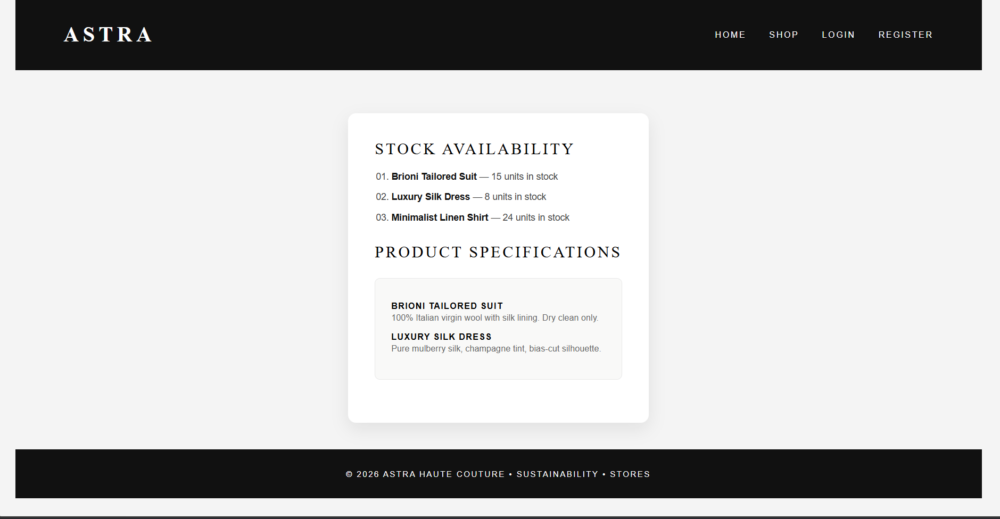 ASTRA
HOME SHOP LOGIN REGISTER
STOCK AVAILABILITY
01. Brioni Tailored Suit — 15 units in stock
02. Luxury Silk Dress — 8 units in stock
03. Minimalist Linen Shirt — 24 units in stock
PRODUCT SPECIFICATIONS
BRIONI TAILORED SUIT
100% Italian virgin wool with silk lining. Dry clean only.
LUXURY SILK DRESS
Pure mulberry silk, champagne tint, bias-cut silhouette.
© 2026 ASTRA HAUTE COUTURE • SUSTAINABILITY • STORES